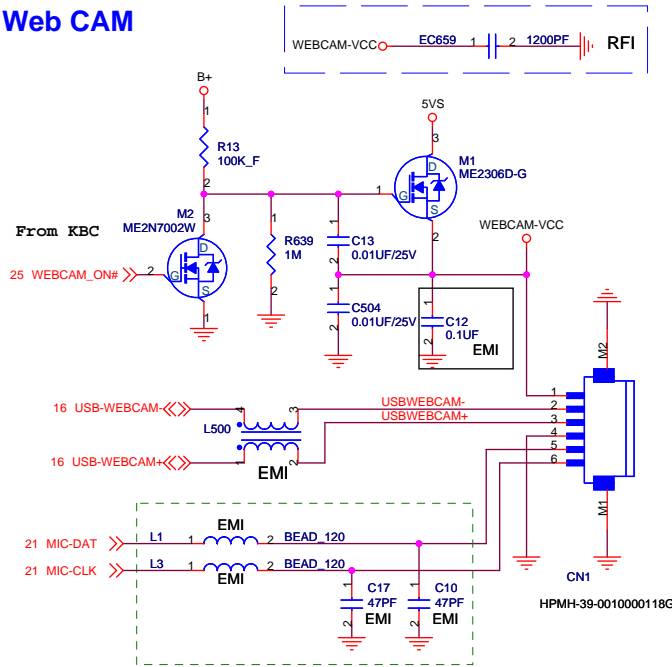 Web CAM
WEBCAM-VCC
EC659
1
2
1200PF
RFI
B+
1
R13
100K_F
2
5VS
3
D
M1
ME2306D-G
1
G
S
2
M2
ME2N7002W
3
From KBC
D
25 WEBCAM_ON#
2
G
S
1
1
R639
1M
2
1
C13
0.01UF/25V
2
WEBCAM-VCC
1
C504
0.01UF/25V
2
1
C12
0.1UF
2
EMI
M2
16 USB-WEBCAM-
4
3
USBWEBCAM-
USBWEBCAM+
L500
16 USB-WEBCAM+
1
2
EMI
1
2
3
4
5
6
M1
CN1
HPMH-39-0010000118G
EMI
21 MIC-DAT
L1
1
2
BEAD_120
21 MIC-CLK
L3
1
2
BEAD_120
EMI
1
C17
47PF
2
EMI
1
C10
47PF
2
EMI